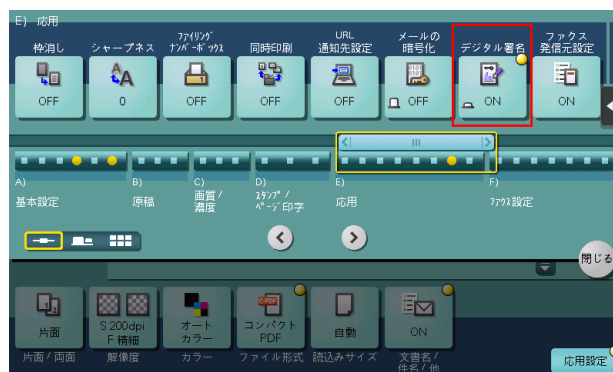 E) 応用
枠消し
シャープネス
ﾌｧｲﾘﾝｸﾞ
ﾅﾝﾊﾞｰﾎﾞｯｸｽ
同時印刷
URL
通知先設定
メールの
暗号化
デジタル署名
ファクス
発信元設定
OFF
0
OFF
OFF
OFF
OFF
ON
ON
A)
基本設定
B)
原稿
C)
画質/
濃度
D)
ｽﾀﾝﾌﾟ/
ﾍﾟｰｼﾞ印字
E)
応用
F)
ﾌｧｸｽ設定
閉じる
片面
S 200dpi
F 精細
オート
カラー
コンパクト
PDF
自動
ON
片面/両面
解像度
カラー
ファイル形式
読込みサイズ
文書名/
件名/他
応用設定